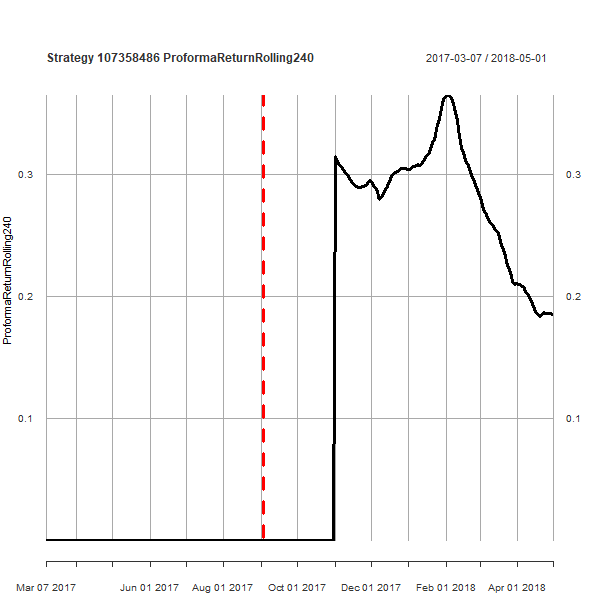 Strategy 107358486 ProformaReturnRolling240 2017-03-07 / 2018-05-01
ProformaReturnRolling240
0.3 0.3
0.2 0.2
0.1 0.1
Mar 07 2017 Jun 01 2017 Aug 01 2017 Oct 01 2017 Dec 01 2017 Feb 01 2018 Apr 01 2018